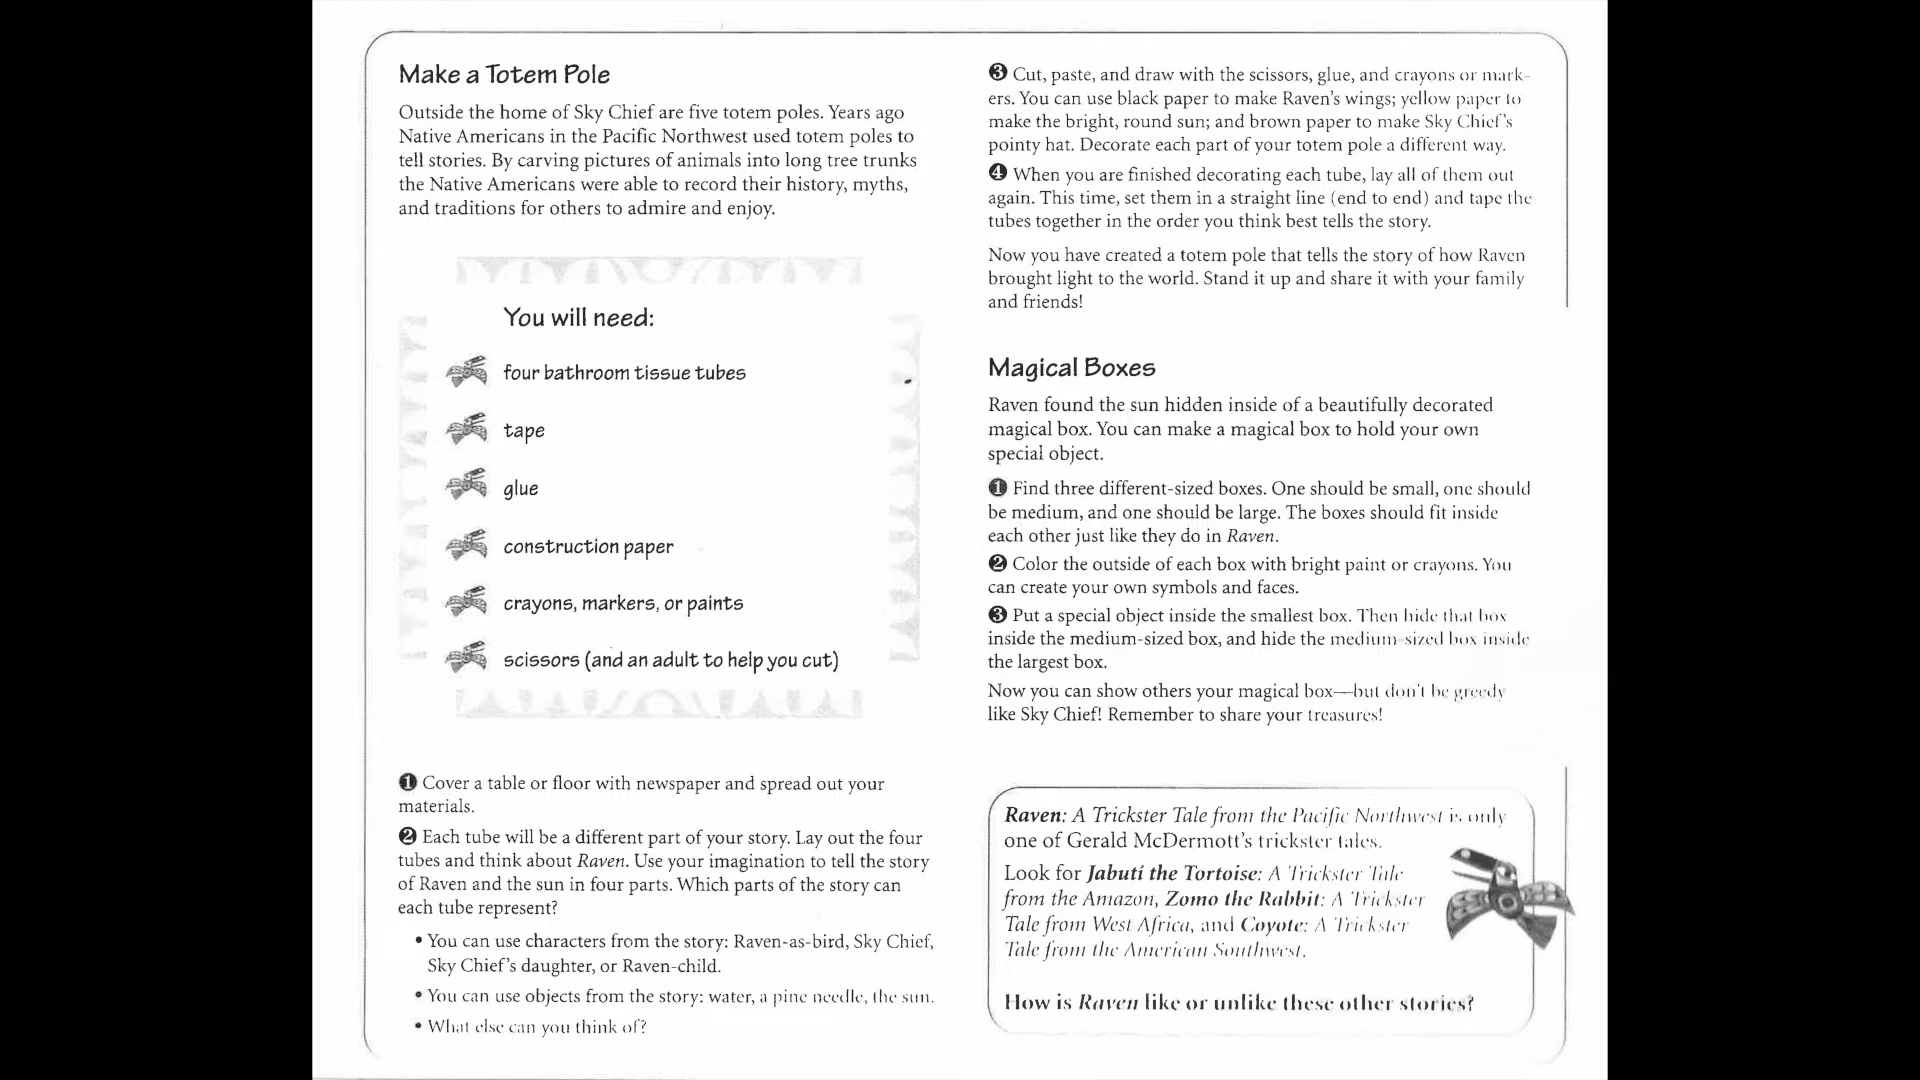 Make a Totem Pole
Outside the home of Sky Chief are five totem poles. Years ago
Native Americans in the Pacific Northwest used totem poles to
tell stories. By carving pictures of animals into long tree trunks
the Native Americans were able to record their history, myths,
and traditions for others to admire and enjoy.
You will need:
four bathroom tissue tubes
tape
glue
construction paper
crayons, markers, or paints
scissors (and an adult to help you cut)
❶ Cover a table or floor with newspaper and spread out your
materials.
❷ Each tube will be a different part of your story. Lay out the four
tubes and think about Raven. Use your imagination to tell the story
of Raven and the sun in four parts. Which parts of the story can
each tube represent?
• You can use characters from the story: Raven-as-bird, Sky Chief,
Sky Chief's daughter, or Raven-child.
• You can use objects from the story: water, a pine needle, the sun.
• What else can you think of?
❸ Cut, paste, and draw with the scissors, glue, and crayons or mark-
ers. You can use black paper to make Raven's wings; yellow paper to
make the bright, round sun; and brown paper to make Sky Chief's
pointy hat. Decorate each part of your totem pole a different way.
❹ When you are finished decorating each tube, lay all of them out
again. This time, set them in a straight line (end to end) and tape the
tubes together in the order you think best tells the story.
Now you have created a totem pole that tells the story of how Raven
brought light to the world. Stand it up and share it with your family
and friends!
Magical Boxes
Raven found the sun hidden inside of a beautifully decorated
magical box. You can make a magical box to hold your own
special object.
❶ Find three different-sized boxes. One should be small, one should
be medium, and one should be large. The boxes should fit inside
each other just like they do in Raven.
❷ Color the outside of each box with bright paint or crayons. You
can create your own symbols and faces.
❸ Put a special object inside the smallest box. Then hide that box
inside the medium-sized box, and hide the medium-sized box inside
the largest box.
Now you can show others your magical box—but don't be greedy
like Sky Chief! Remember to share your treasures!
Raven: A Trickster Tale from the Pacific Northwest is only
one of Gerald McDermott's trickster tales.
Look for Jabutí the Tortoise: A Trickster Tale
from the Amazon, Zomo the Rabbit: A Trickster
Tale from West Africa, and Coyote: A Trickster
Tale from the American Southwest.
How is Raven like or unlike these other stories?